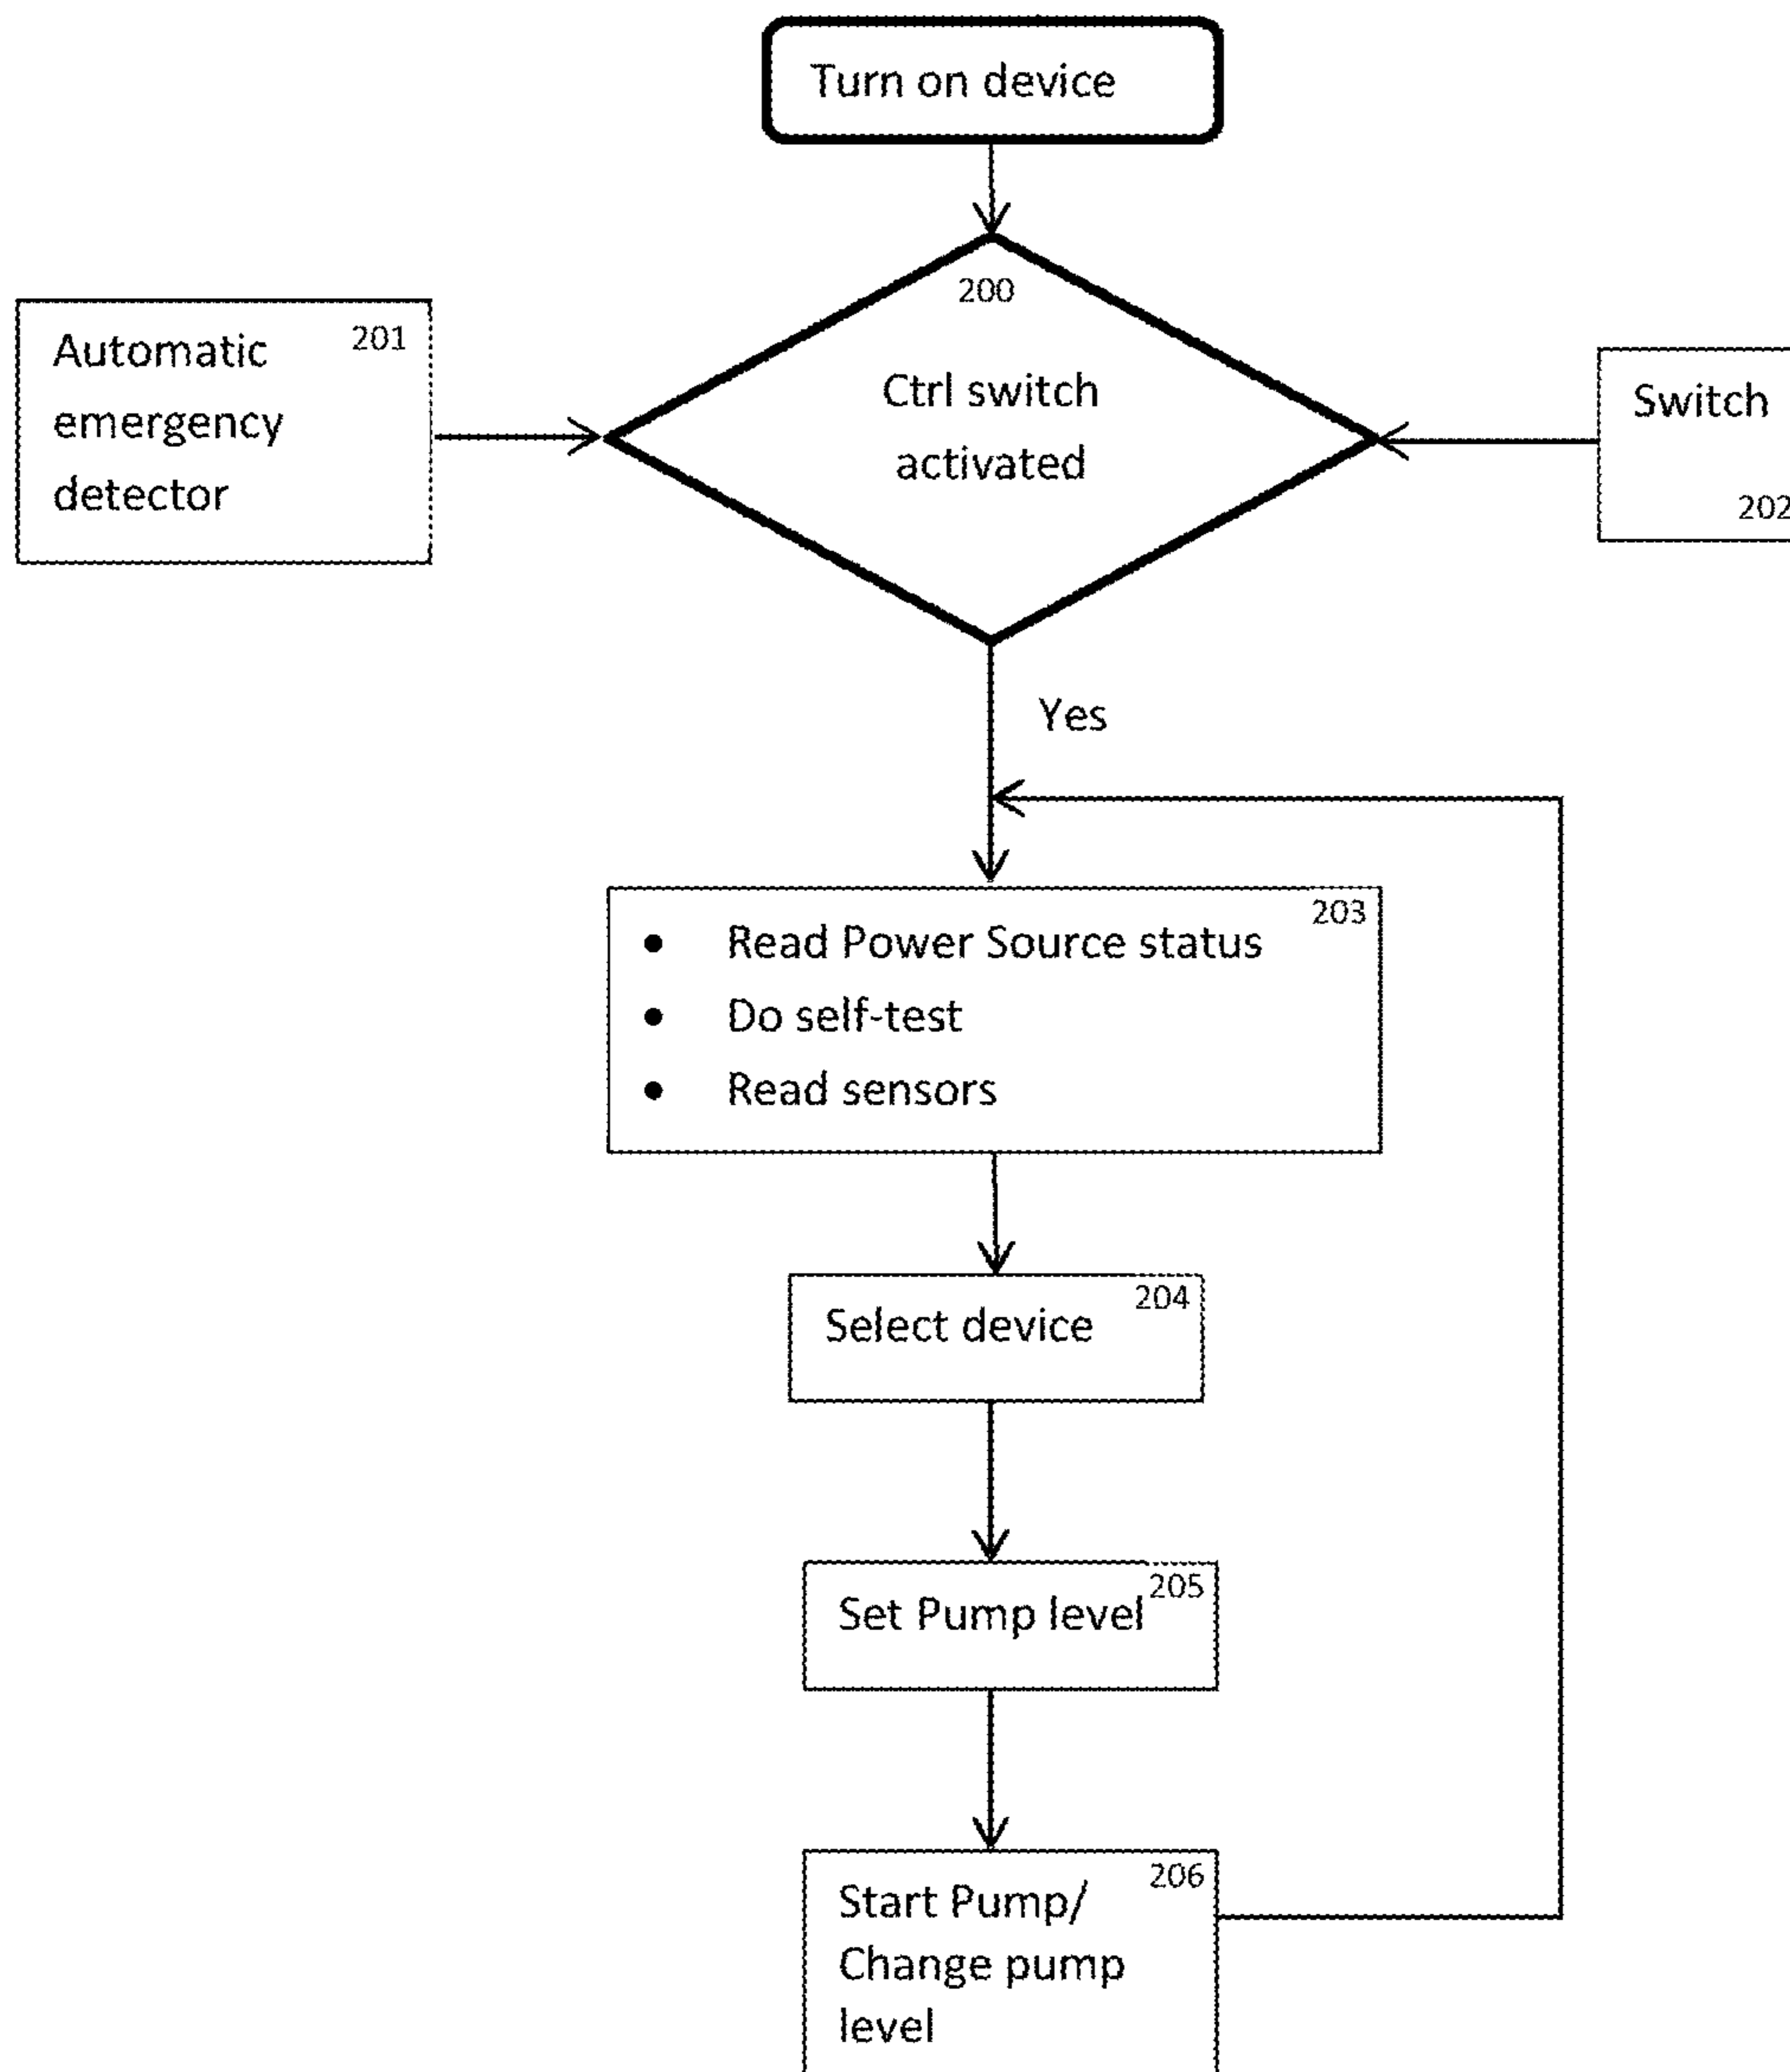 Turn on device
200
Ctrl switch
activated
201
Automatic
emergency
detector
Switch
202
Yes
203
• Read Power Source status
• Do self-test
• Read sensors
204
Select device
205
Set Pump level
206
Start Pump/
Change pump
level